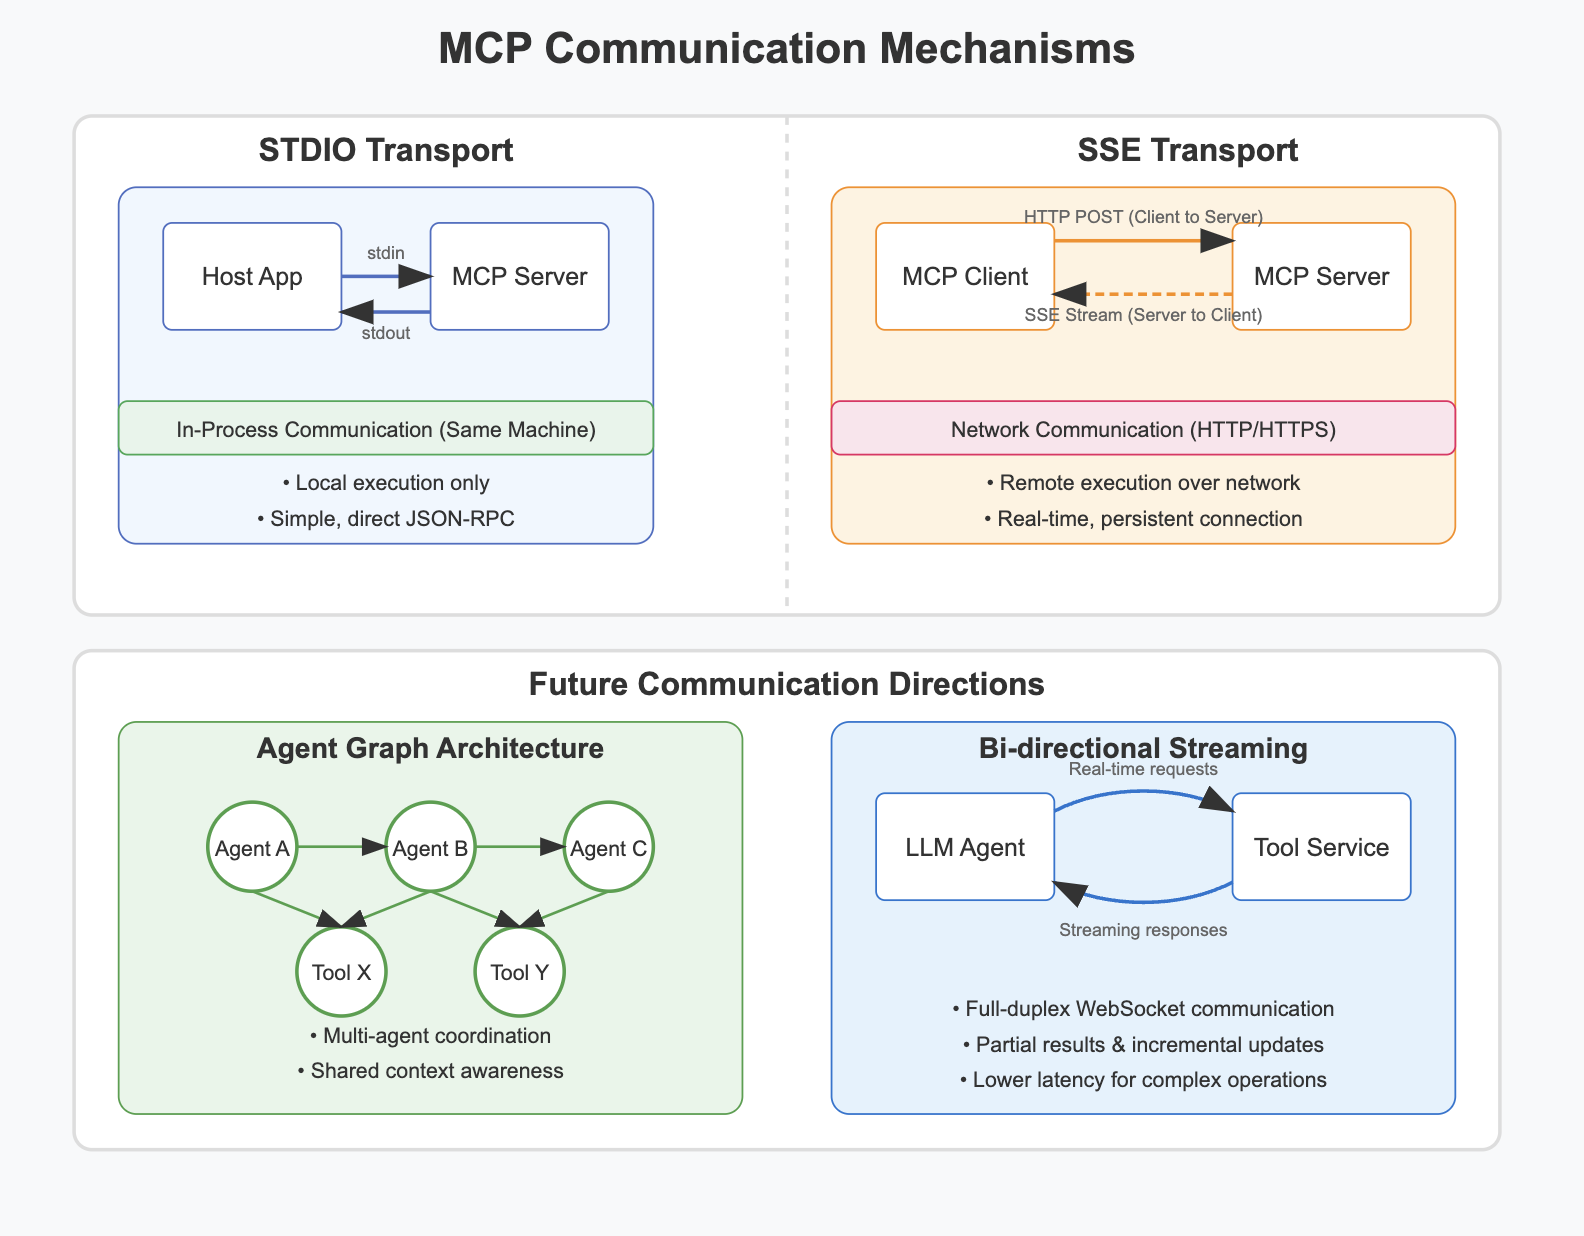 MCP Communication Mechanisms
STDIO Transport
Host App
stdin
MCP Server
stdout
In-Process Communication (Same Machine)
• Local execution only
• Simple, direct JSON-RPC
SSE Transport
HTTP POST (Client to Server)
MCP Client
MCP Server
SSE Stream (Server to Client)
Network Communication (HTTP/HTTPS)
• Remote execution over network
• Real-time, persistent connection
Future Communication Directions
Agent Graph Architecture
Agent A
Agent B
Agent C
Tool X
Tool Y
• Multi-agent coordination
• Shared context awareness
Bi-directional Streaming
Real-time requests
LLM Agent
Tool Service
Streaming responses
• Full-duplex WebSocket communication
• Partial results & incremental updates
• Lower latency for complex operations